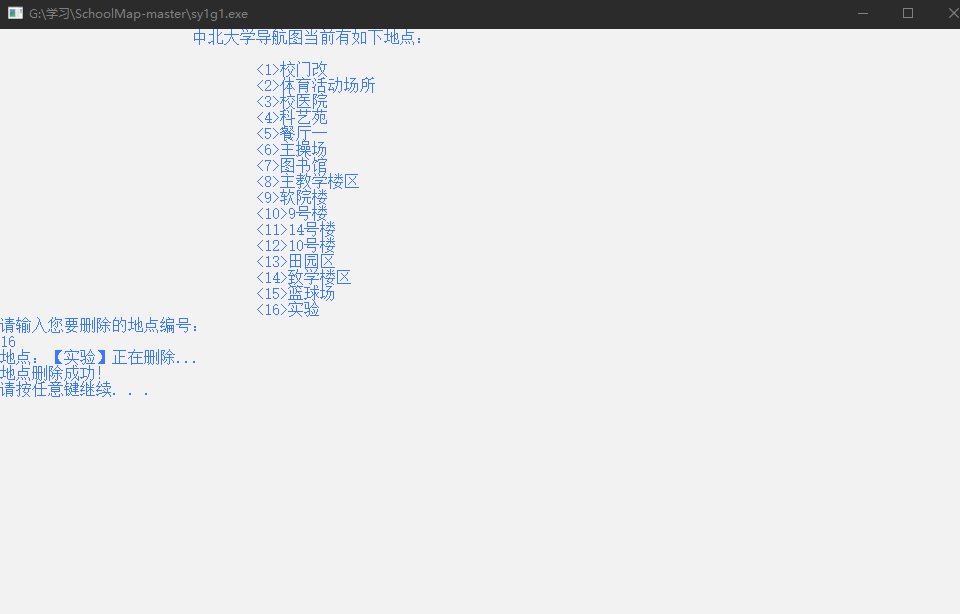 G:\学习\SchoolMap-master\sy1g1.exe
中北大学导航图当前有如下地点：
<1>校门改
<2>体育活动场所
<3>校医院
<4>科艺苑
<5>餐厅一
<6>主操场
<7>图书馆
<8>主教学楼区
<9>软院楼
<10>9号楼
<11>14号楼
<12>10号楼
<13>田园区
<14>致学楼区
<15>篮球场
<16>实验
请输入您要删除的地点编号：
16
地点：【实验】正在删除...
地点删除成功！
请按任意键继续. . .